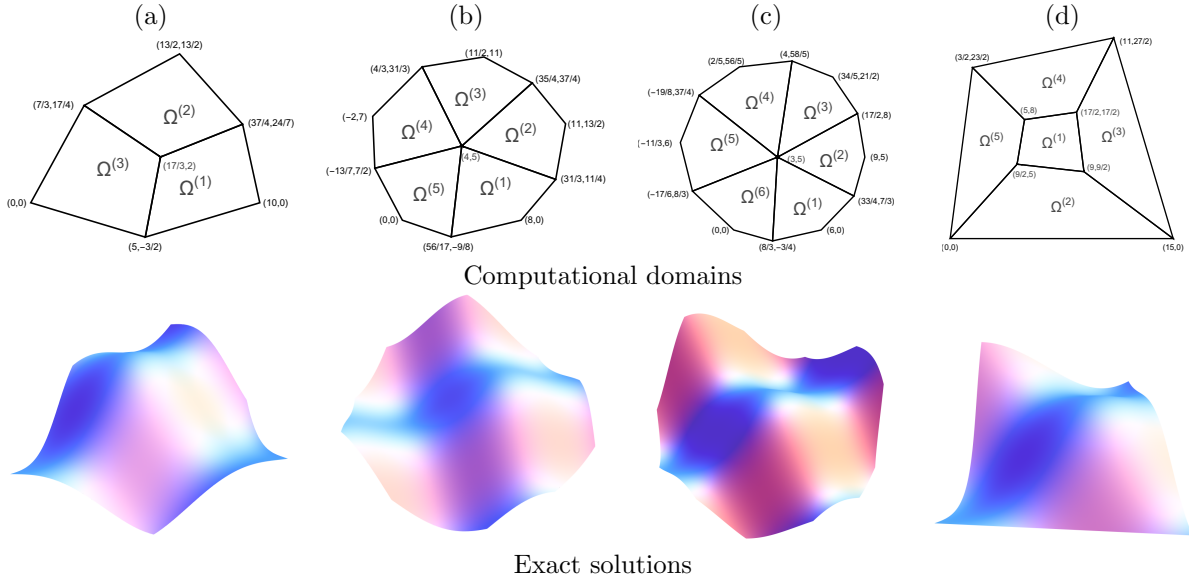 (a) (b) (c) (d)
(13/2,13/2)
(7/3,17/4)
Ω(2)
(37/4,24/7)
Ω(3)
(17/3,2)
Ω(1)
(0,0)
(10,0)
(5,−3/2)
(11/2,11)
(4/3,31/3)
(35/4,37/4)
Ω(3)
(−2,7)
Ω(4)
Ω(2)
(11,13/2)
(4,5)
(−13/7,7/2)
(31/3,11/4)
Ω(5)
Ω(1)
(0,0)
(8,0)
(56/17,−9/8)
(4,58/5)
(2/5,56/5)
(34/5,21/2)
(−19/8,37/4)
Ω(4)
Ω(3)
(17/2,8)
(−11/3,6)
Ω(5)
Ω(2)
(9,5)
(3,5)
(−17/6,8/3)
Ω(6)
Ω(1)
(33/4,7/3)
(0,0)
(6,0)
(8/3,−3/4)
(11,27/2)
(3/2,23/2)
Ω(4)
(5,8)
(17/2,17/2)
Ω(5)
Ω(1)
Ω(3)
(9/2,5)
(9,9/2)
Ω(2)
(0,0)
(15,0)
Computational domains
Exact solutions